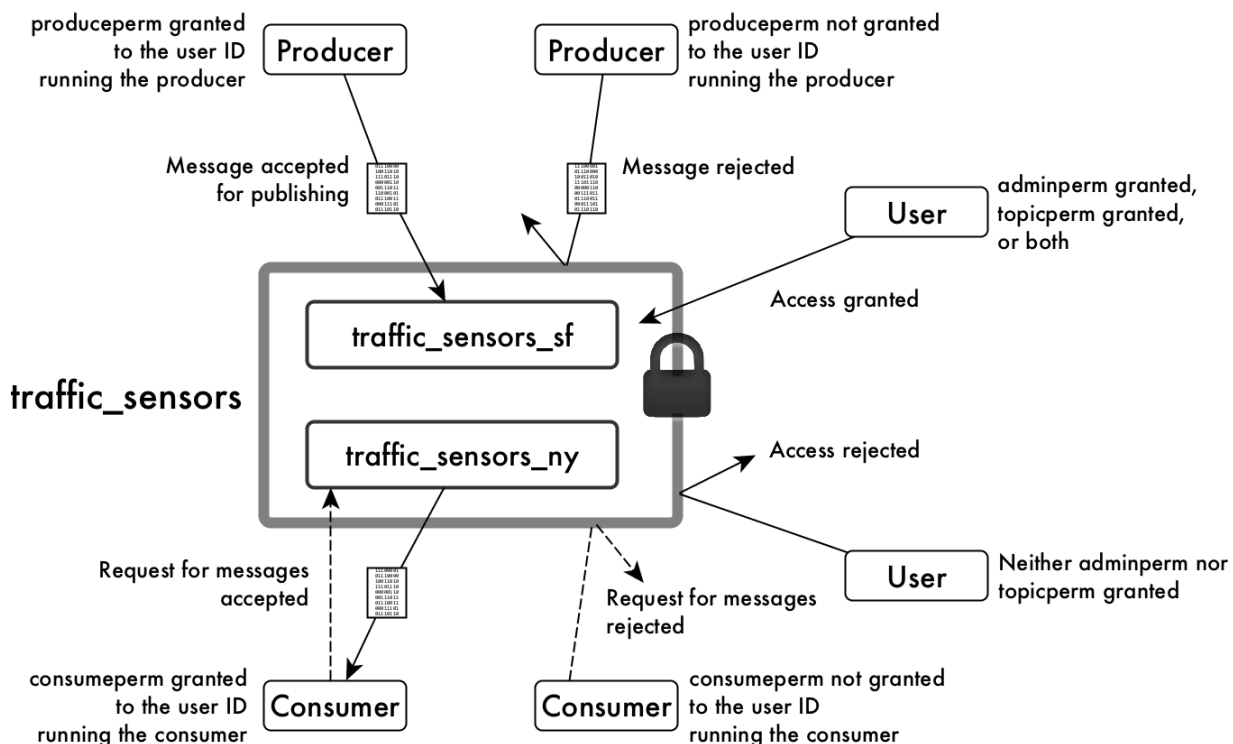 produceperm granted
to the user ID
running the producer
Producer
Producer
produceperm not granted
to the user ID
running the producer
Message accepted
for publishing
Message rejected
User
adminperm granted,
topicperm granted,
or both
Access granted
traffic_sensors_sf
traffic_sensors
traffic_sensors_ny
Access rejected
Request for messages
accepted
Request for messages
rejected
User
Neither adminperm nor
topicperm granted
consumeperm granted
to the user ID
running the consumer
Consumer
Consumer
consumeperm not granted
to the user ID
running the consumer